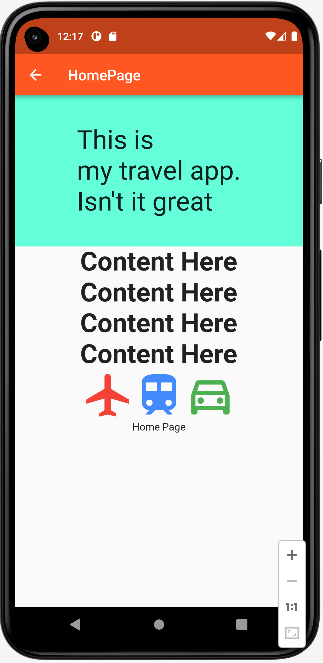 12:17
HomePage
This is
my travel app.
Isn't it great
Content Here
Content Here
Content Here
Content Here
Home Page
1:1